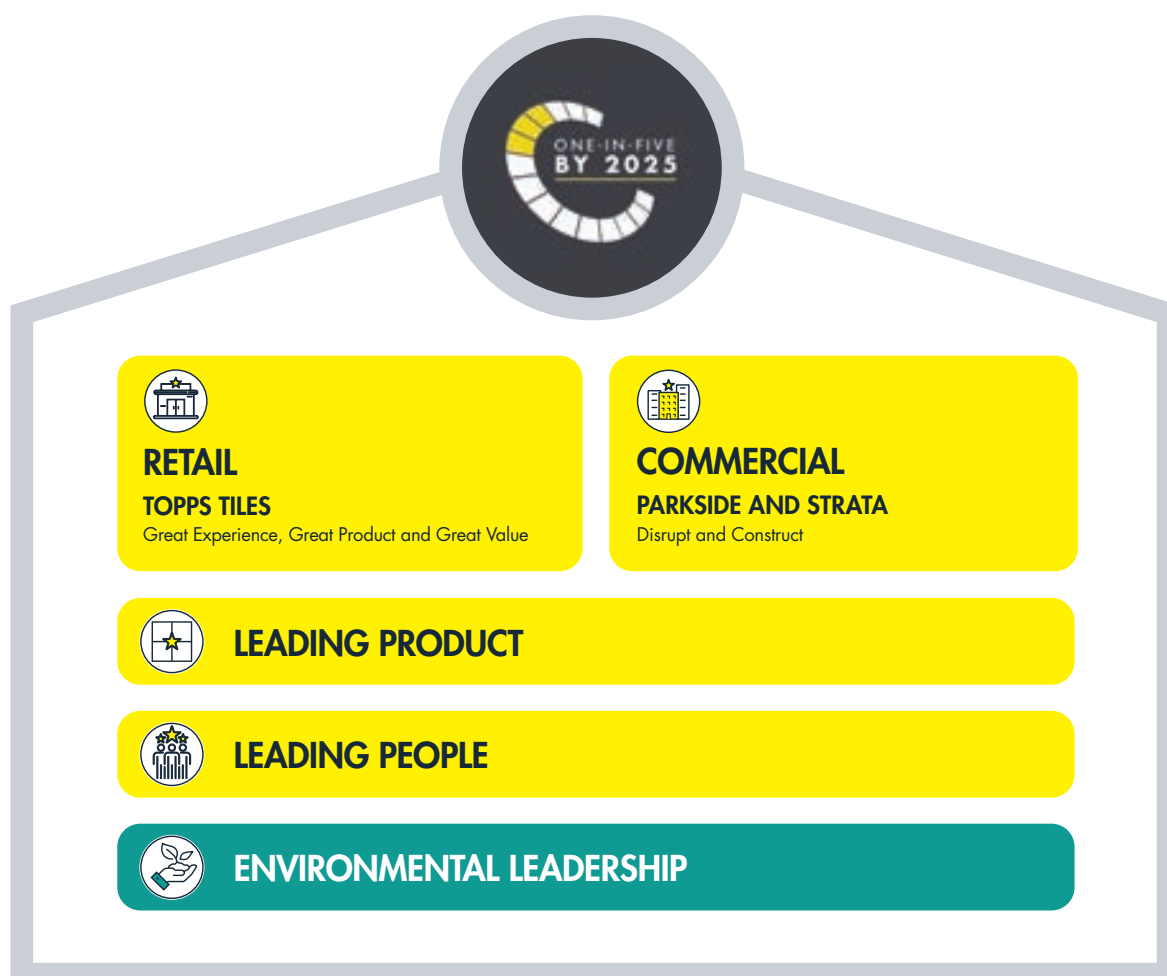 ONE-IN-FIVE
BY 2025
RETAIL
TOPPS TILES
Great Experience, Great Product and Great Value
COMMERCIAL
PARKSIDE AND STRATA
Disrupt and Construct
LEADING PRODUCT
LEADING PEOPLE
ENVIRONMENTAL LEADERSHIP